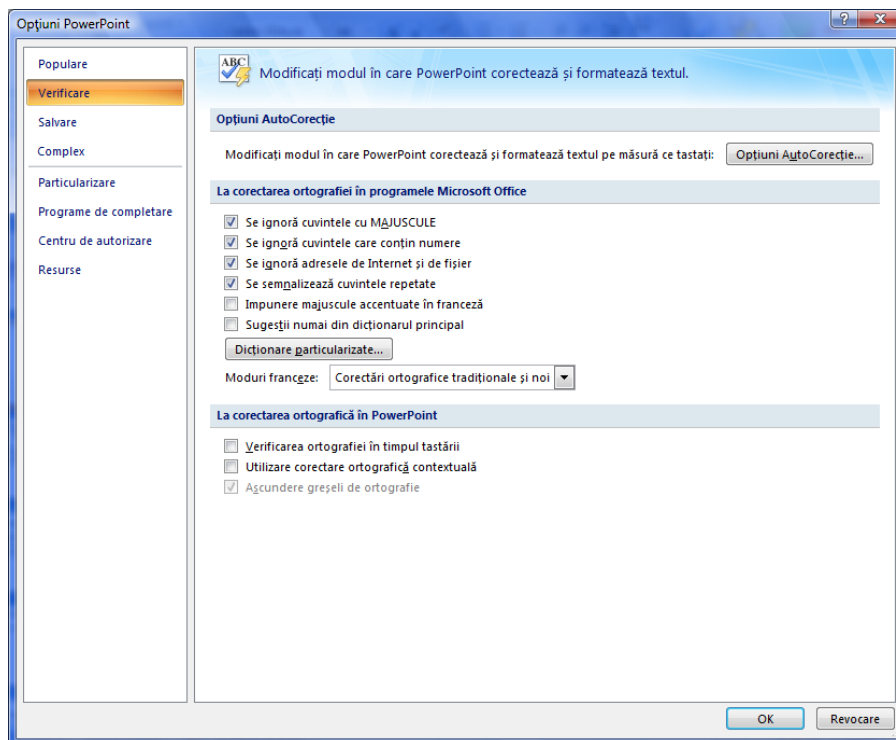 Opțiuni PowerPoint
Populare
Verificare
Salvare
Complex
Particularizare
Programe de completare
Centru de autorizare
Resurse
ABC
Modificați modul în care PowerPoint corectează și formatează textul.
Opțiuni AutoCorecție
Modificați modul în care PowerPoint corectează și formatează textul pe măsură ce tastați: Opțiuni AutoCorecție...
La corectarea ortografiei în programele Microsoft Office
Se ignoră cuvintele cu MAJUSCULE
Se ignoră cuvintele care conțin numere
Se ignoră adresele de Internet și de fișier
Se semnalizează cuvintele repetate
Impunere majuscule accentuate în franceză
Sugestii numai din dicționarul principal
Dicționare particularizate...
Moduri franceze: Corectări ortografice tradiționale și noi
La corectarea ortografică în PowerPoint
Verificarea ortografiei în timpul tastării
Utilizare corectare ortografică contextuală
Ascundere greșeli de ortografie
OK Revocare